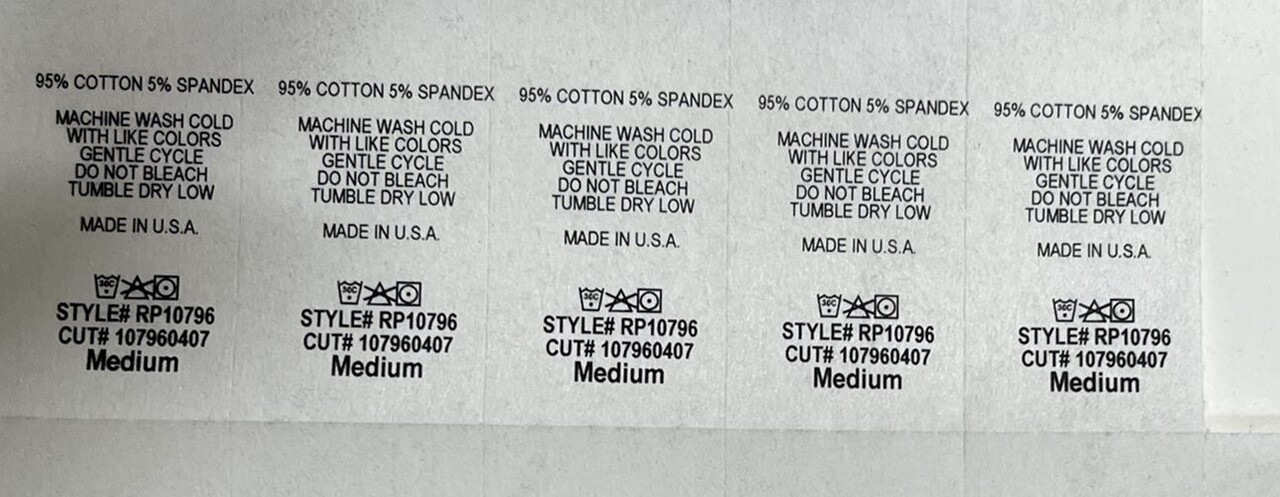 95% COTTON 5% SPANDEX
MACHINE WASH COLD
WITH LIKE COLORS
GENTLE CYCLE
DO NOT BLEACH
TUMBLE DRY LOW
MADE IN U.S.A.
30C
STYLE# RP10796
CUT# 107960407
Medium
95% COTTON 5% SPANDEX
MACHINE WASH COLD
WITH LIKE COLORS
GENTLE CYCLE
DO NOT BLEACH
TUMBLE DRY LOW
MADE IN U.S.A.
30C
STYLE# RP10796
CUT# 107960407
Medium
95% COTTON 5% SPANDEX
MACHINE WASH COLD
WITH LIKE COLORS
GENTLE CYCLE
DO NOT BLEACH
TUMBLE DRY LOW
MADE IN U.S.A.
30C
STYLE# RP10796
CUT# 107960407
Medium
95% COTTON 5% SPANDEX
MACHINE WASH COLD
WITH LIKE COLORS
GENTLE CYCLE
DO NOT BLEACH
TUMBLE DRY LOW
MADE IN U.S.A.
30C
STYLE# RP10796
CUT# 107960407
Medium
95% COTTON 5% SPANDEX
MACHINE WASH COLD
WITH LIKE COLORS
GENTLE CYCLE
DO NOT BLEACH
TUMBLE DRY LOW
MADE IN U.S.A.
30C
STYLE# RP10796
CUT# 107960407
Medium